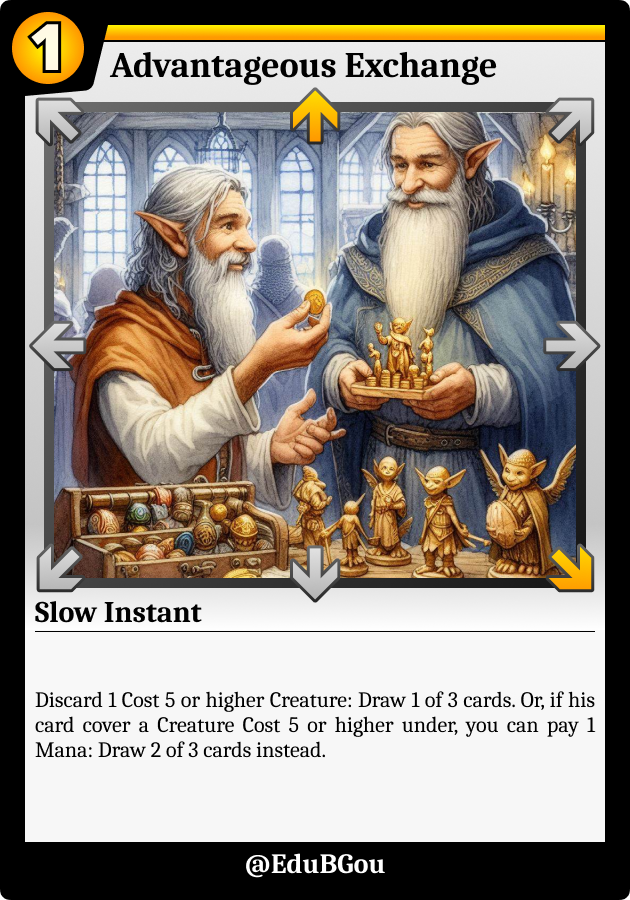 1
Advantageous Exchange
Slow Instant
Discard 1 Cost 5 or higher Creature: Draw 1 of 3 cards. Or, if his
card cover a Creature Cost 5 or higher under, you can pay 1
Mana: Draw 2 of 3 cards instead.
@EduBGou